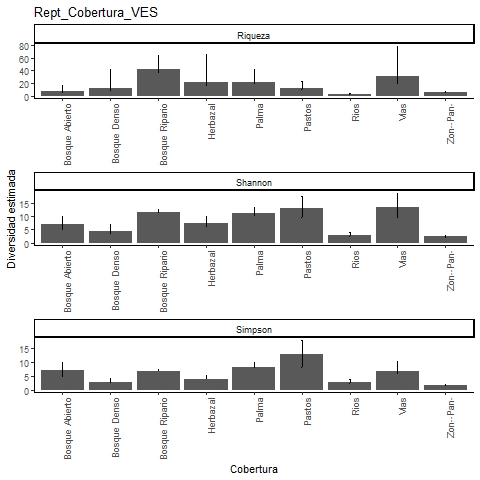 Rept_Cobertura_VES
Riqueza
80
60
40
20
0
Bosque Abierto
Bosque Denso
Bosque Ripario
Herbazal
Palma
Pastos
Rios
Vias
Zon--Pan-
Diversidad estimada
Shannon
15
10
5
0
Bosque Abierto
Bosque Denso
Bosque Ripario
Herbazal
Palma
Pastos
Rios
Vias
Zon--Pan-
Simpson
15
10
5
0
Bosque Abierto
Bosque Denso
Bosque Ripario
Herbazal
Palma
Pastos
Rios
Vias
Zon--Pan-
Cobertura